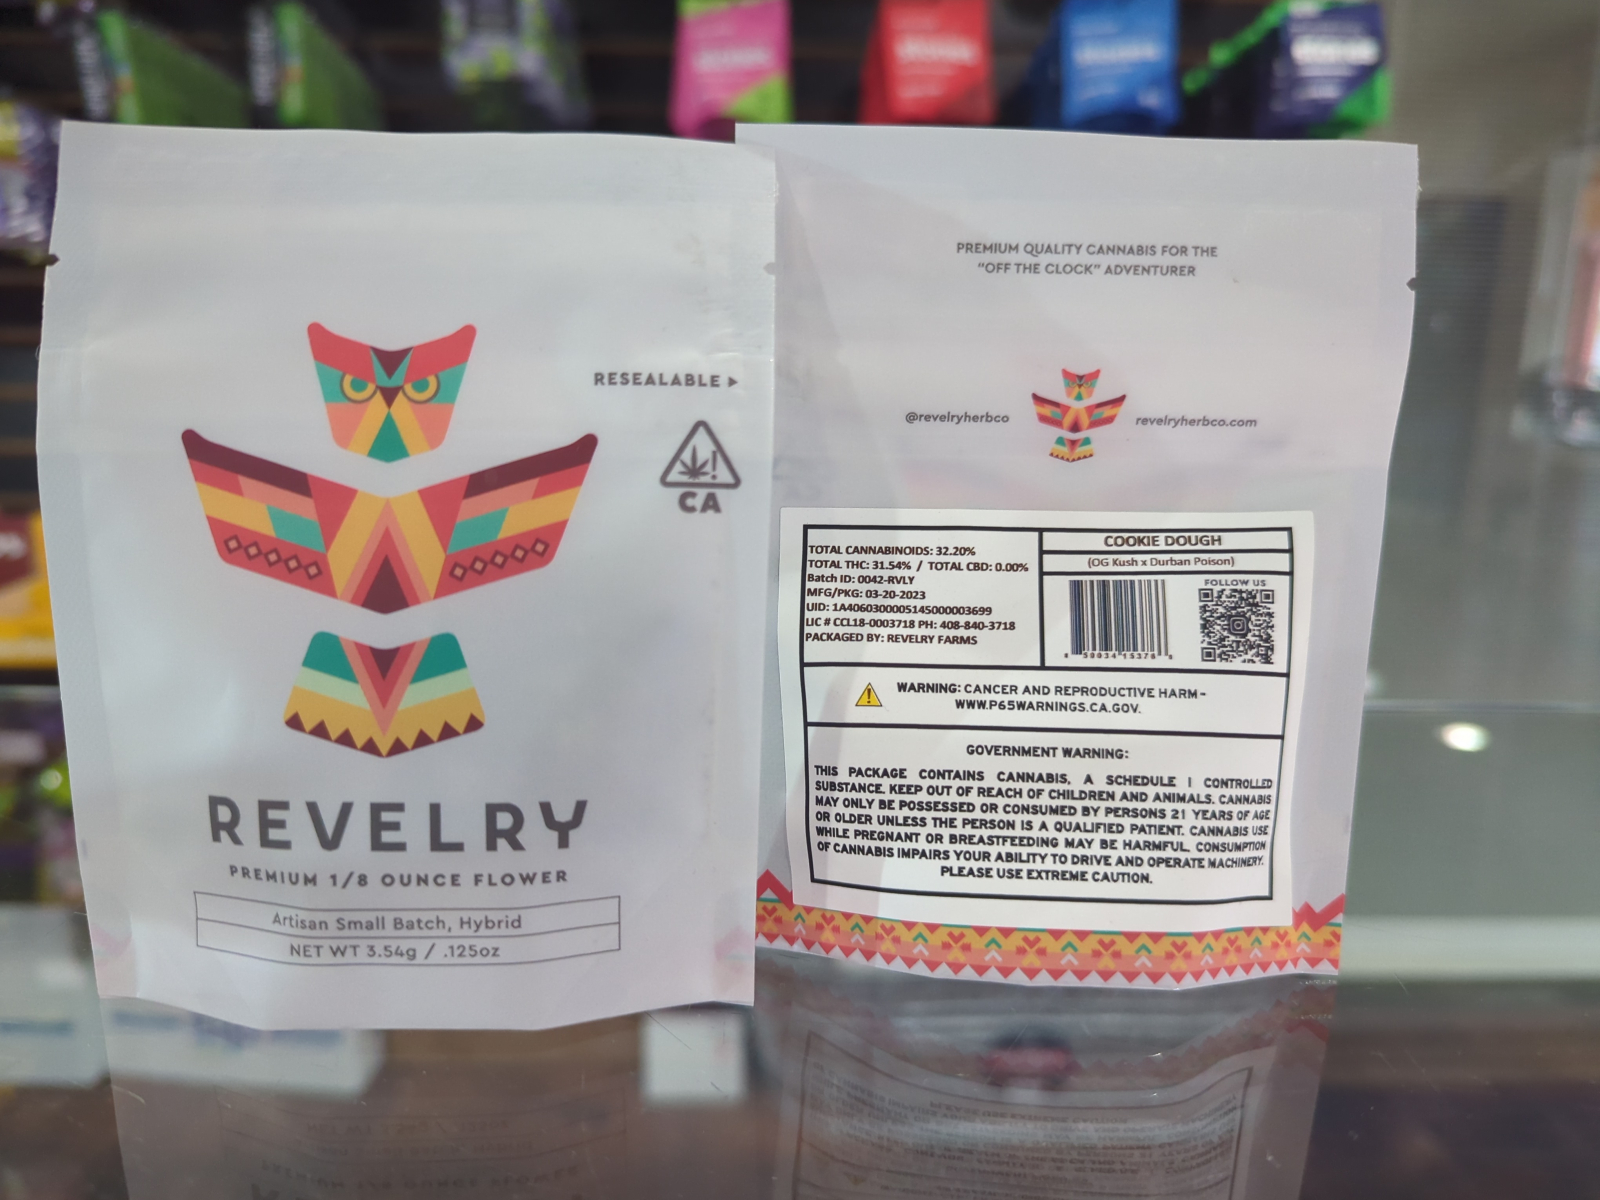 RESEALABLE
CA
REVELRY
PREMIUM 1/8 OUNCE FLOWER
Artisan Small Batch, Hybrid
NET WT 3.54g / .125oz
PREMIUM QUALITY CANNABIS FOR THE
"OFF THE CLOCK" ADVENTURER
@revelryherbco
revelryherbco.com
TOTAL CANNABINOIDS: 32.20%
TOTAL THC: 31.54% / TOTAL CBD: 0.00%
Batch ID: 0042-RVLY
MFG/PKG: 03-20-2023
UID: 1A4060300005145000003699
LIC # CCL18-0003718 PH: 408-840-3718
PACKAGED BY: REVELRY FARMS
COOKIE DOUGH
(OG Kush x Durban Poison)
FOLLOW US
WARNING: CANCER AND REPRODUCTIVE HARM-
WWW.P65WARNINGS.CA.GOV.
GOVERNMENT WARNING:
THIS PACKAGE CONTAINS CANNABIS, A SCHEDULE I CONTROLLED
SUBSTANCE. KEEP OUT OF REACH OF CHILDREN AND ANIMALS. CANNABIS
MAY ONLY BE POSSESSED OR CONSUMED BY PERSONS 21 YEARS OF AGE
OR OLDER UNLESS THE PERSON IS A QUALIFIED PATIENT. CANNABIS USE
WHILE PREGNANT OR BREASTFEEDING MAY BE HARMFUL. CONSUMPTION
OF CANNABIS IMPAIRS YOUR ABILITY TO DRIVE AND OPERATE MACHINERY.
PLEASE USE EXTREME CAUTION.